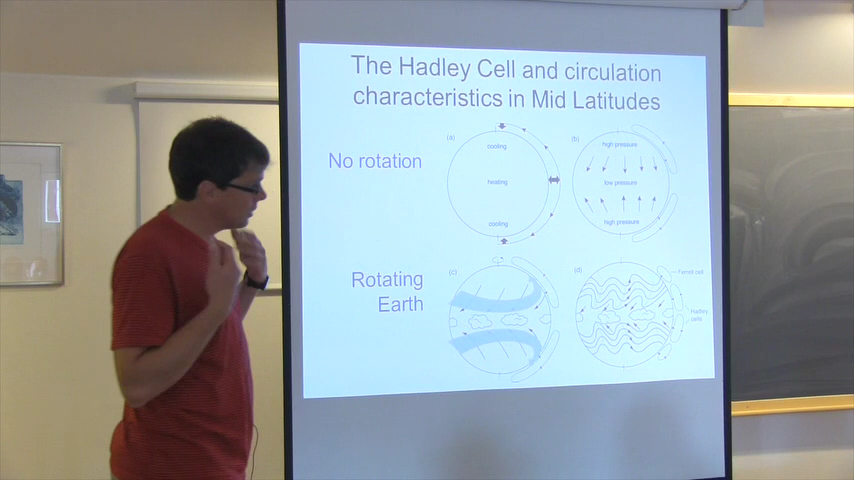 The Hadley Cell and circulation
characteristics in Mid Latitudes
No rotation
(a)
cooling
heating
cooling
(b)
high pressure
low pressure
high pressure
Rotating
Earth
(c)
(d)
Ferrell cell
Hadley
cells